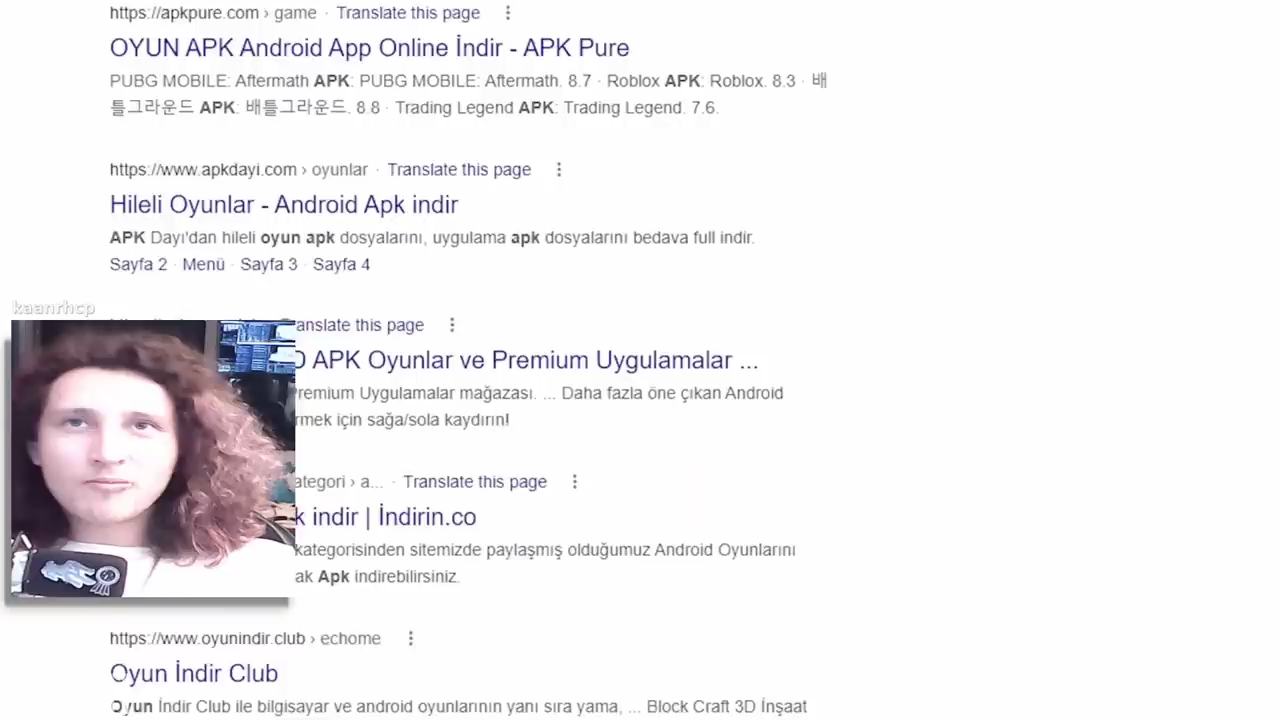 https://apkpure.com › game · Translate this page
OYUN APK Android App Online İndir - APK Pure
PUBG MOBILE: Aftermath APK: PUBG MOBILE: Aftermath. 8.7 · Roblox APK: Roblox. 8.3 · 배
틀그라운드 APK: 배틀그라운드. 8.8 · Trading Legend APK: Trading Legend. 7.6.
https://www.apkdayi.com › oyunlar · Translate this page
Hileli Oyunlar - Android Apk indir
APK Dayı'dan hileli oyun apk dosyalarını, uygulama apk dosyalarını bedava full indir.
Sayfa 2 · Menü · Sayfa 3 · Sayfa 4
kaanrhcp
this page
APK Oyunlar ve Premium Uygulamalar ...
Premium Uygulamalar mağazası. ... Daha fazla öne çıkan Android
için sağa/sola kaydırın!
› a... · Translate this page
indir | İndirin.co
kategorisinden sitemizde paylaşmış olduğumuz Android Oyunlarını
Apk indirebilirsiniz.
https://www.oyunindir.club › echome
Oyun İndir Club
Oyun İndir Club ile bilgisayar ve android oyunlarının yanı sıra yama, ... Block Craft 3D İnşaat